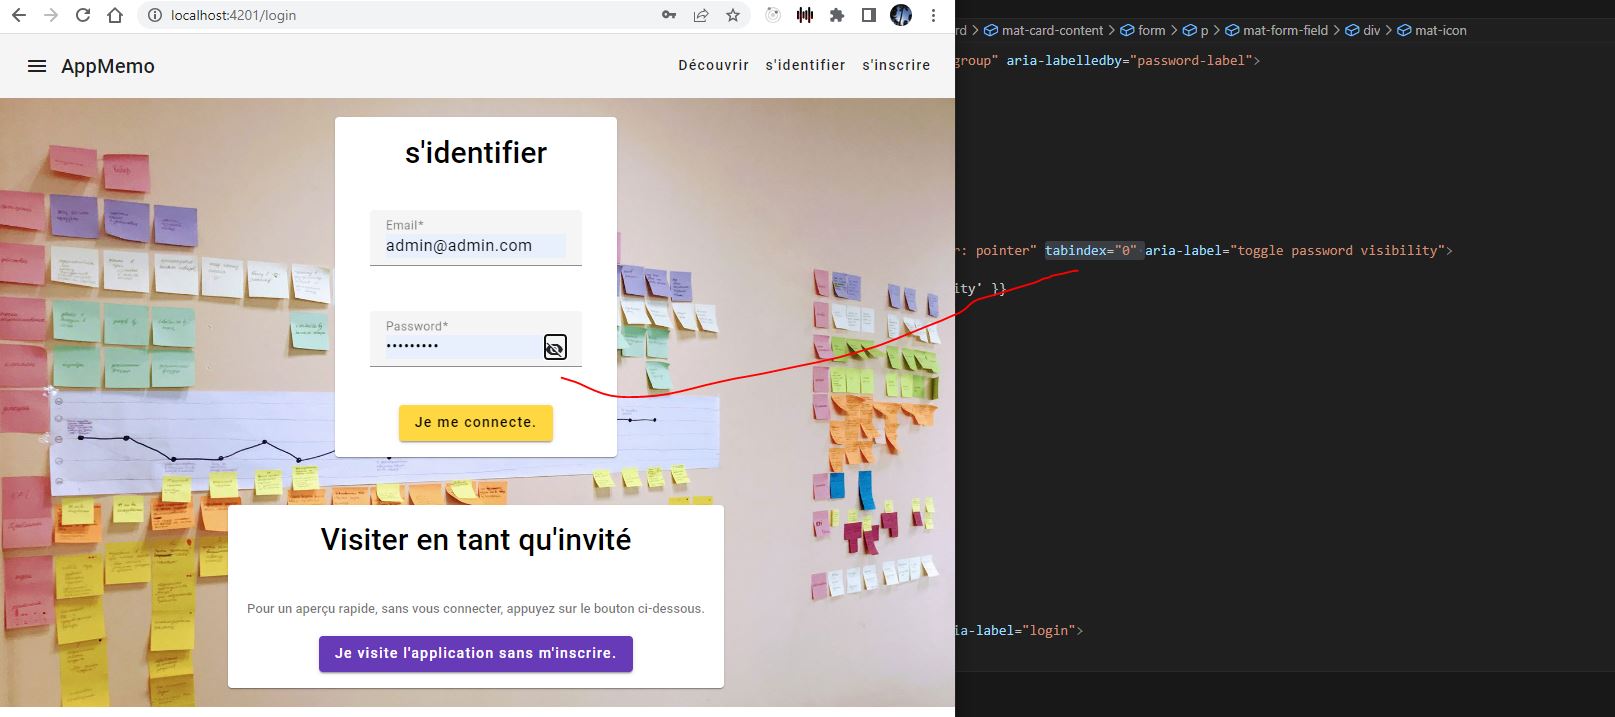 localhost:4201/login
AppMemo
Découvrir s'identifier s'inscrire
s'identifier
Email*
admin@admin.com
Password*
•••••••••
Je me connecte.
Visiter en tant qu'invité
Pour un aperçu rapide, sans vous connecter, appuyez sur le bouton ci-dessous.
Je visite l'application sans m'inscrire.
rd > mat-card-content > form > p > mat-form-field > div > mat-icon
group" aria-labelledby="password-label">
r: pointer" tabindex="0" aria-label="toggle password visibility">
ity' }}
ia-label="login">